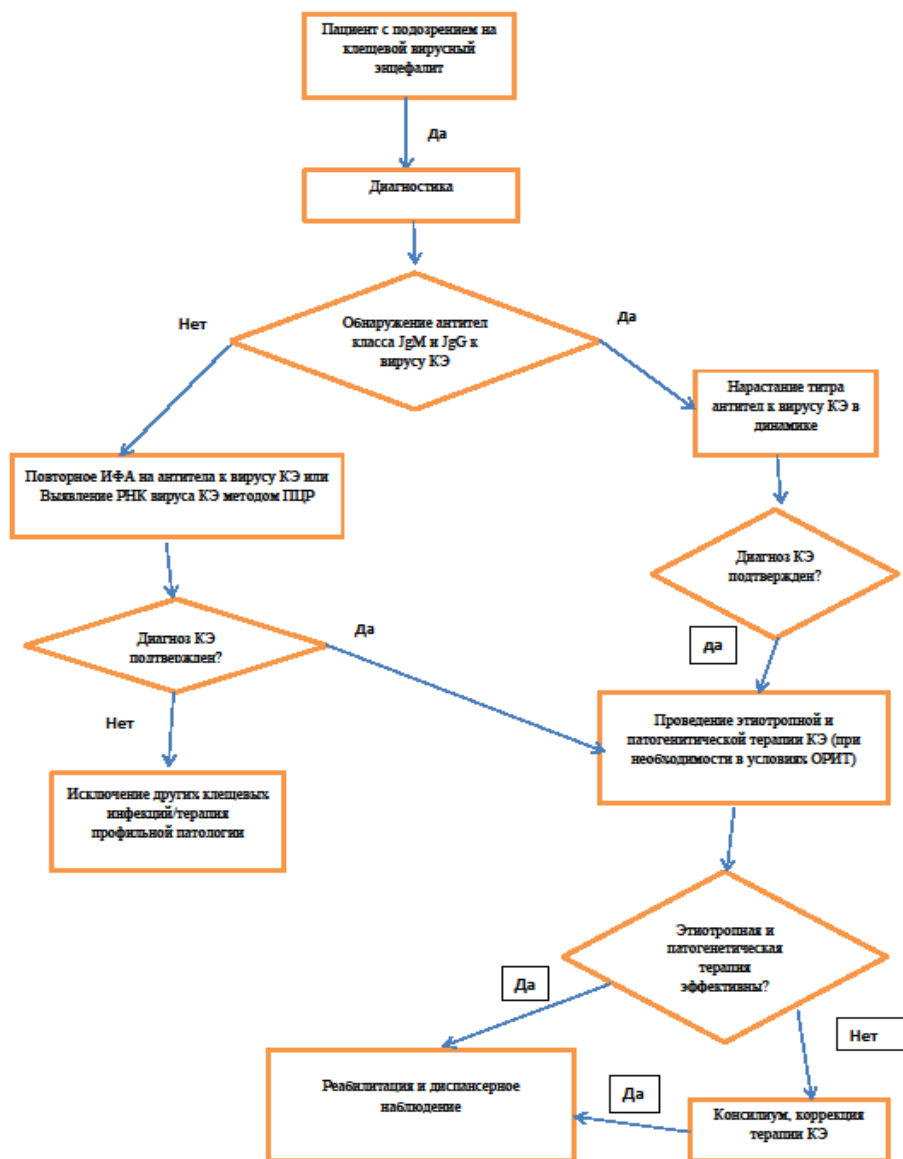 Пациент с подозрением на
клещевой вирусный
энцефалит
Да
Диагностика
Нет
Обнаружение антител
класса JgM и JgG к
вирусу КЭ
Да
Нарастание титра
антител к вирусу КЭ в
динамике
Повторное ИФА на антитела к вирусу КЭ или
Выявление РНК вируса КЭ методом ПЦР
Диагноз КЭ
подтвержден?
да
Диагноз КЭ
подтвержден?
Да
Нет
Проведение этиотропной и
патогенитической терапии КЭ (при
необходимости в условиях ОРИТ)
Исключение других клещевых
инфекций/терапия
профильной патологии
Этиотропная и
патогенетическая
терапия
эффективны?
Да
Нет
Реабилитация и диспансерное
наблюдение
Да
Консилиум, коррекция
терапии КЭ